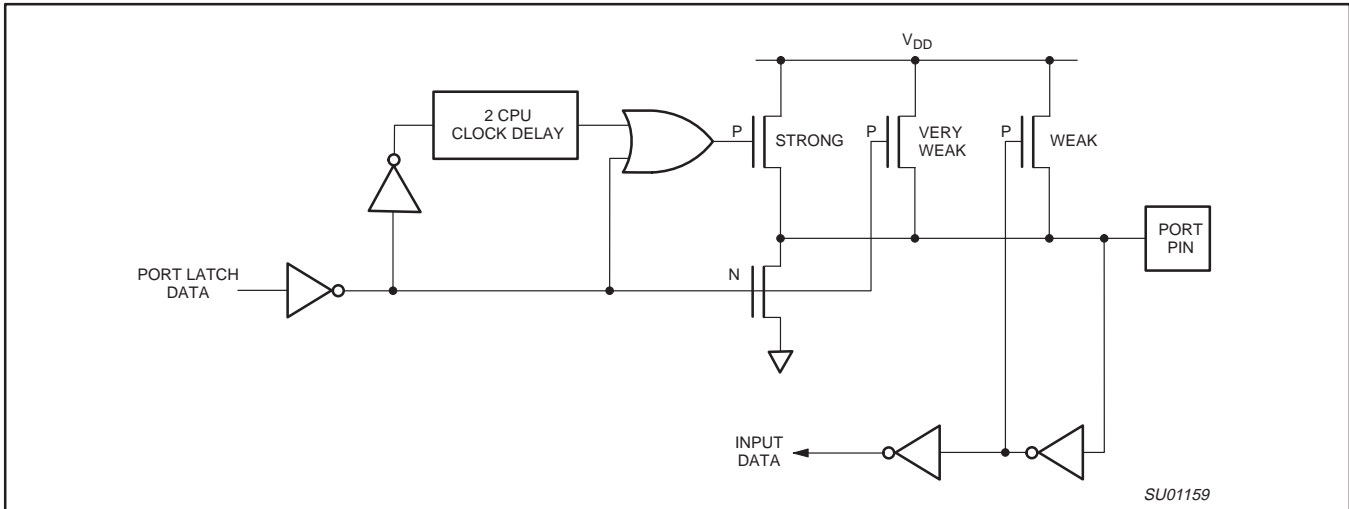 VDD
2 CPU
CLOCK DELAY
P
STRONG
P
VERY
WEAK
P
WEAK
PORT
PIN
PORT LATCH
DATA
N
INPUT
DATA
SU01159